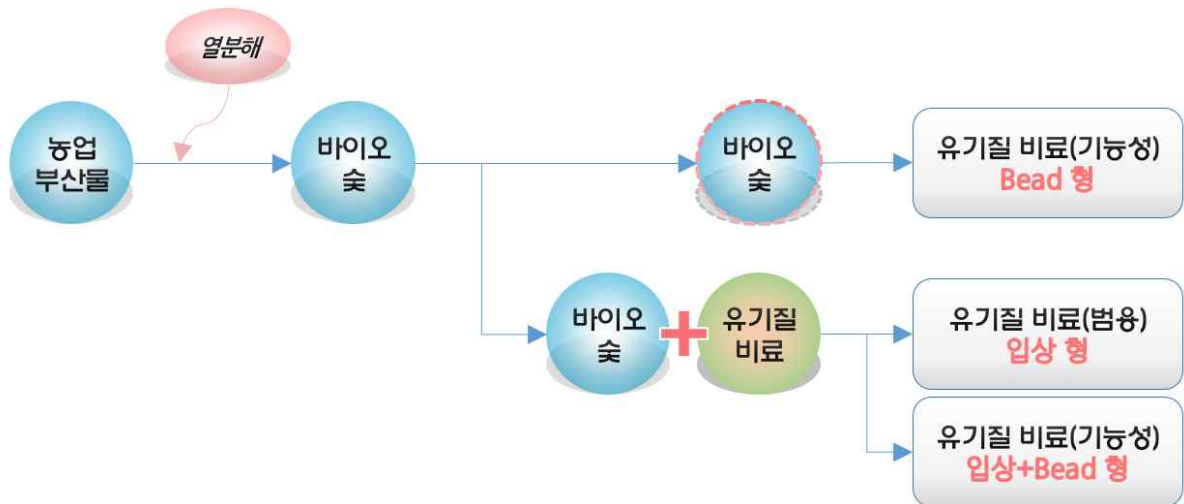 열분해
농업
부산물
바이오
숯
바이오
숯
유기질 비료(기능성)
Bead 형
바이오
숯
유기질
비료
유기질 비료(범용)
입상 형
유기질 비료(기능성)
입상+Bead 형